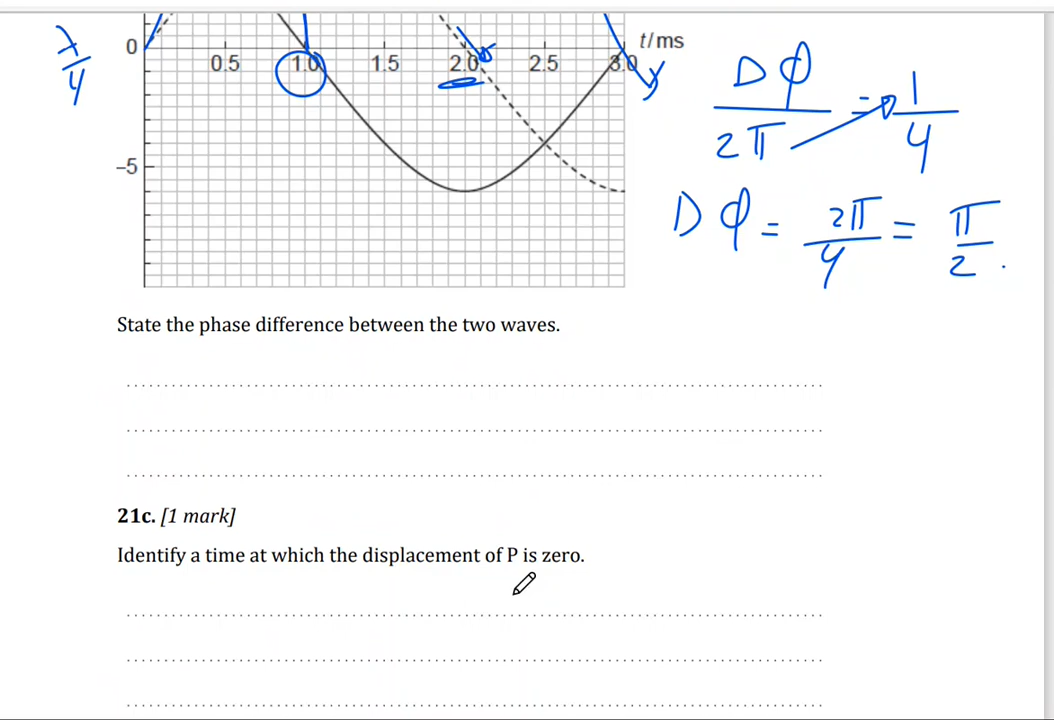 λ/4
0 0.5 1.0 1.5 2.0 2.5 3.0 t/ms
–5
Dφ/2π = 1/4
Dφ = 2π/4 = π/2.
State the phase difference between the two waves.
21c. [1 mark]
Identify a time at which the displacement of P is zero.